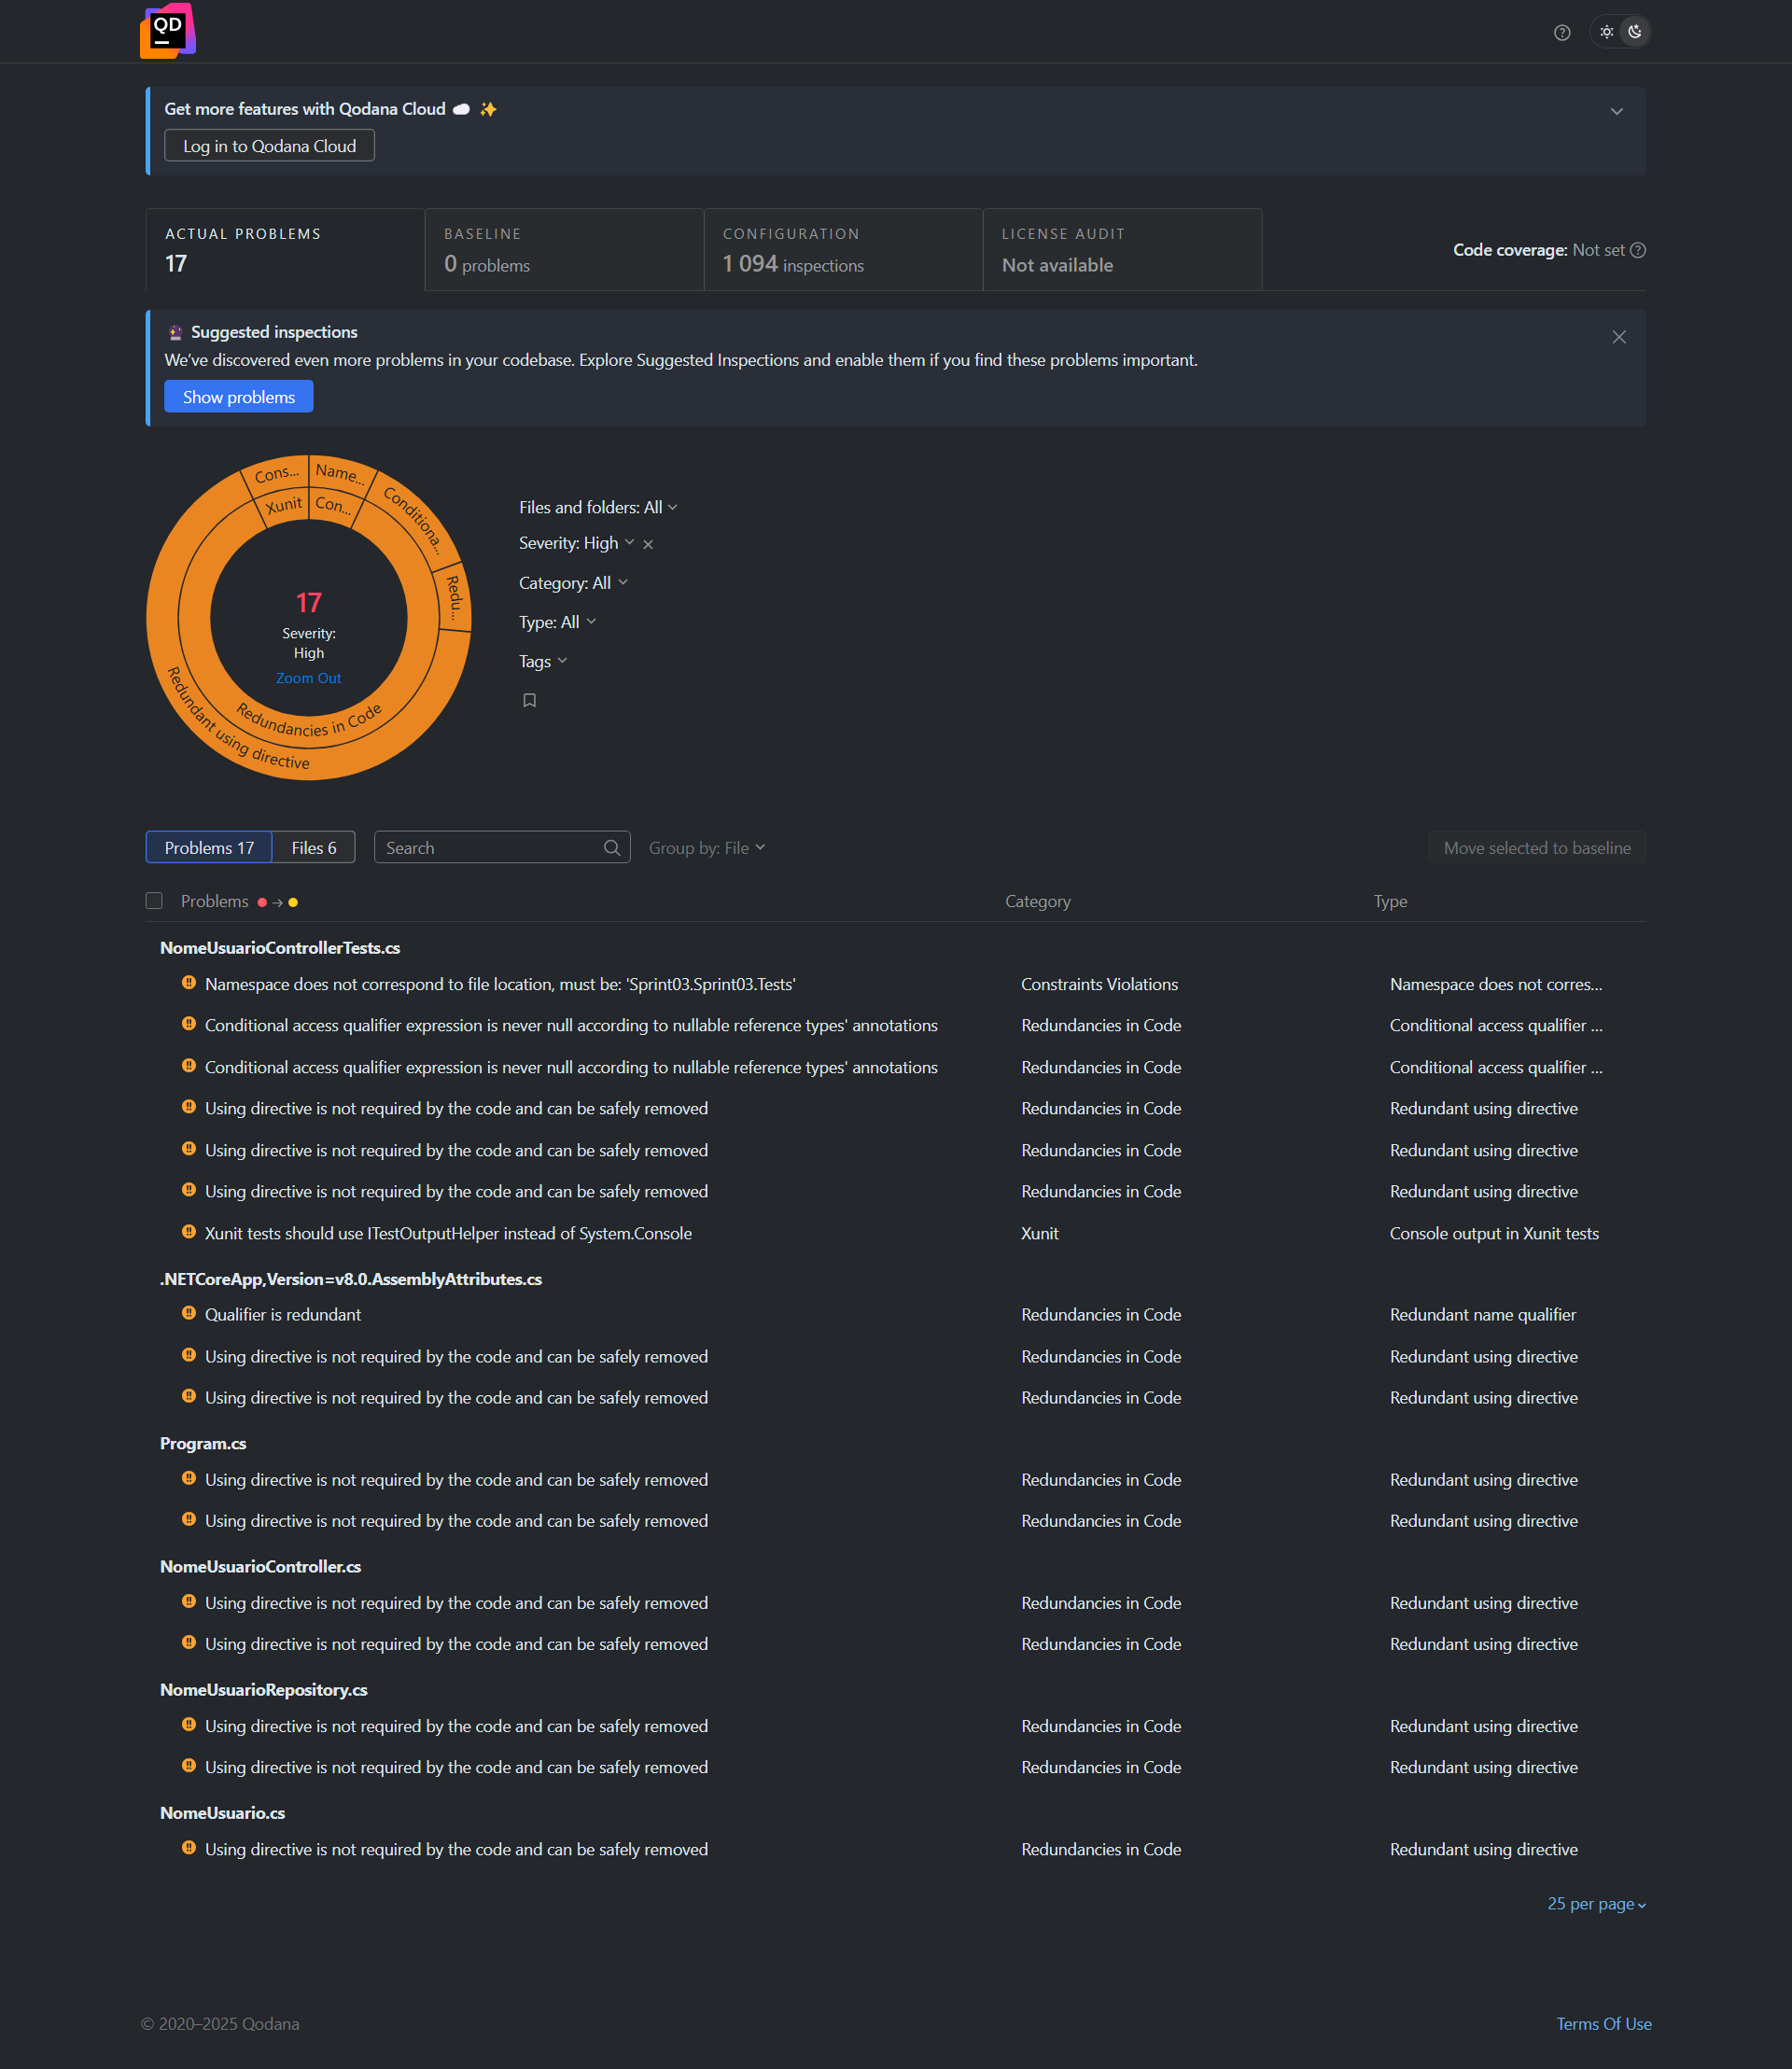 QD
Get more features with Qodana Cloud
Log in to Qodana Cloud
ACTUAL PROBLEMS
17
BASELINE
0 problems
CONFIGURATION
1 094 inspections
LICENSE AUDIT
Not available
Code coverage: Not set
Suggested inspections
We've discovered even more problems in your codebase. Explore Suggested Inspections and enable them if you find these problems important.
Show problems
Cons...
Name...
Conditiona...
Redu...
Redundant using directive
Xunit
Con...
Redundancies in Code
17
Severity:
High
Zoom Out
Files and folders: All
Severity: High
Category: All
Type: All
Tags
Problems 17
Files 6
Search
Group by: File
Move selected to baseline
Problems Category Type
NomeUsuarioControllerTests.cs
Namespace does not correspond to file location, must be: 'Sprint03.Sprint03.Tests' Constraints Violations Namespace does not corres...
Conditional access qualifier expression is never null according to nullable reference types' annotations Redundancies in Code Conditional access qualifier ...
Conditional access qualifier expression is never null according to nullable reference types' annotations Redundancies in Code Conditional access qualifier ...
Using directive is not required by the code and can be safely removed Redundancies in Code Redundant using directive
Using directive is not required by the code and can be safely removed Redundancies in Code Redundant using directive
Using directive is not required by the code and can be safely removed Redundancies in Code Redundant using directive
Xunit tests should use ITestOutputHelper instead of System.Console Xunit Console output in Xunit tests
.NETCoreApp,Version=v8.0.AssemblyAttributes.cs
Qualifier is redundant Redundancies in Code Redundant name qualifier
Using directive is not required by the code and can be safely removed Redundancies in Code Redundant using directive
Using directive is not required by the code and can be safely removed Redundancies in Code Redundant using directive
Program.cs
Using directive is not required by the code and can be safely removed Redundancies in Code Redundant using directive
Using directive is not required by the code and can be safely removed Redundancies in Code Redundant using directive
NomeUsuarioController.cs
Using directive is not required by the code and can be safely removed Redundancies in Code Redundant using directive
Using directive is not required by the code and can be safely removed Redundancies in Code Redundant using directive
NomeUsuarioRepository.cs
Using directive is not required by the code and can be safely removed Redundancies in Code Redundant using directive
Using directive is not required by the code and can be safely removed Redundancies in Code Redundant using directive
NomeUsuario.cs
Using directive is not required by the code and can be safely removed Redundancies in Code Redundant using directive
25 per page
© 2020–2025 Qodana
Terms Of Use